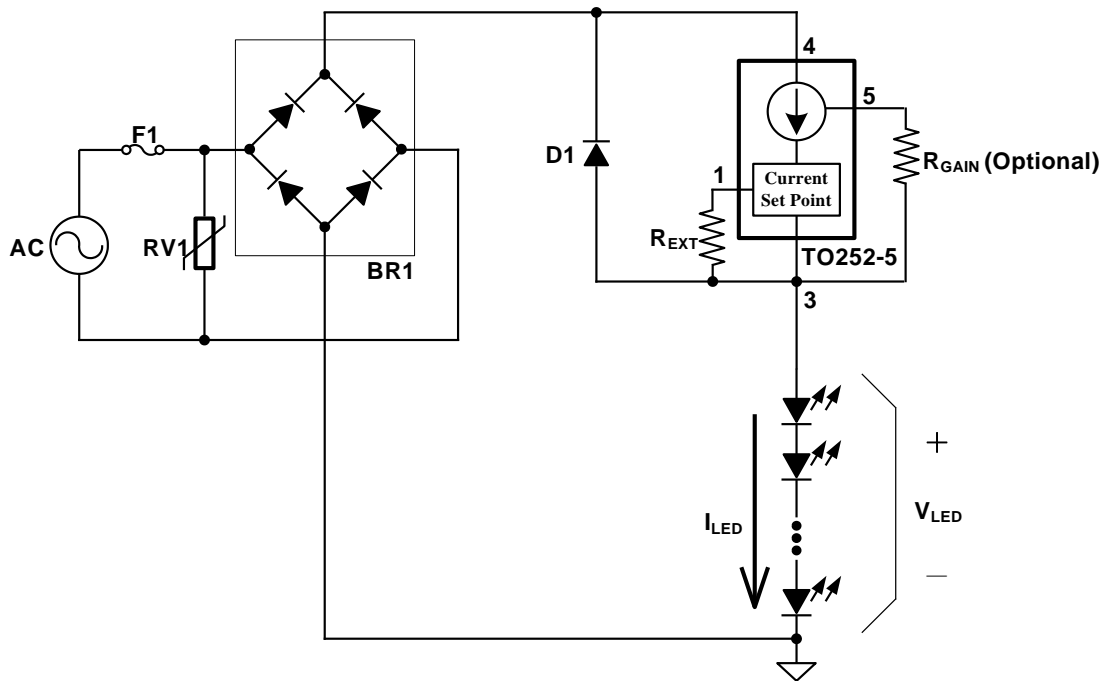 4
5
F1
D1
1
Current
Set Point
R_GAIN (Optional)
AC
RV1
R_EXT
TO252-5
BR1
3
+
I_LED
V_LED
−